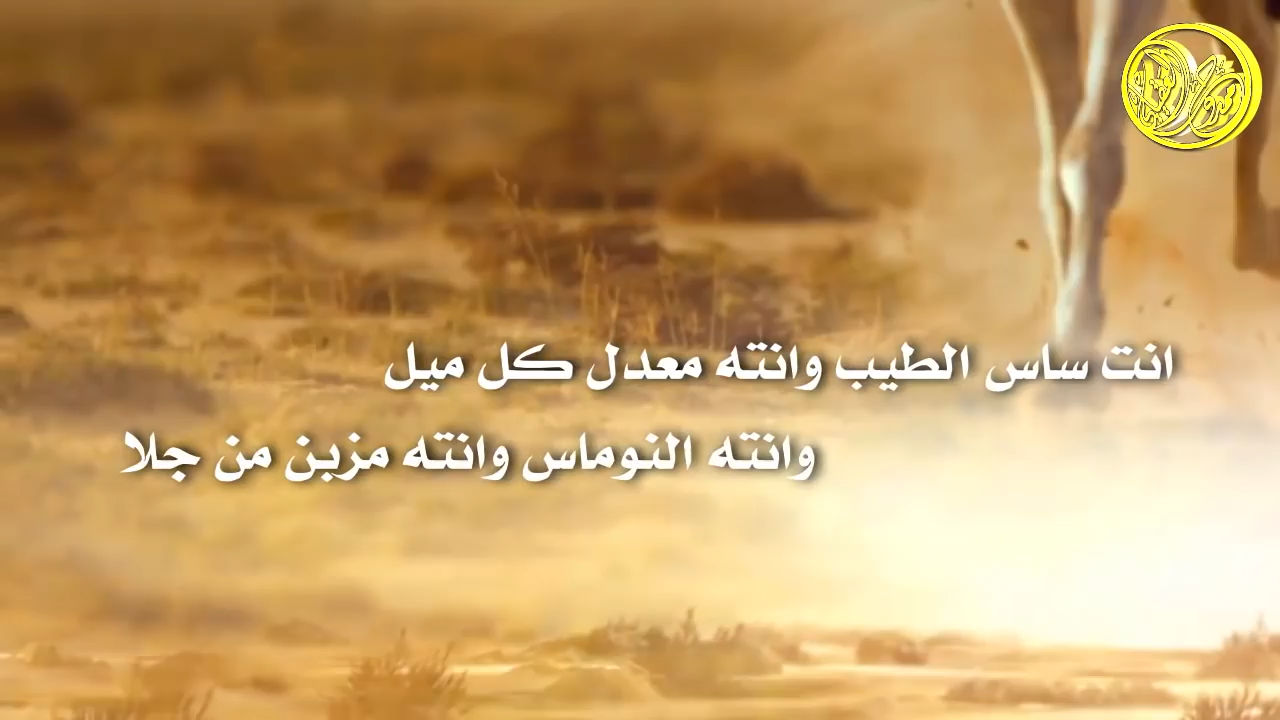 انت ساس الطيب وانته معدل كل ميل
وانته النوماس وانته مزبن من جلا